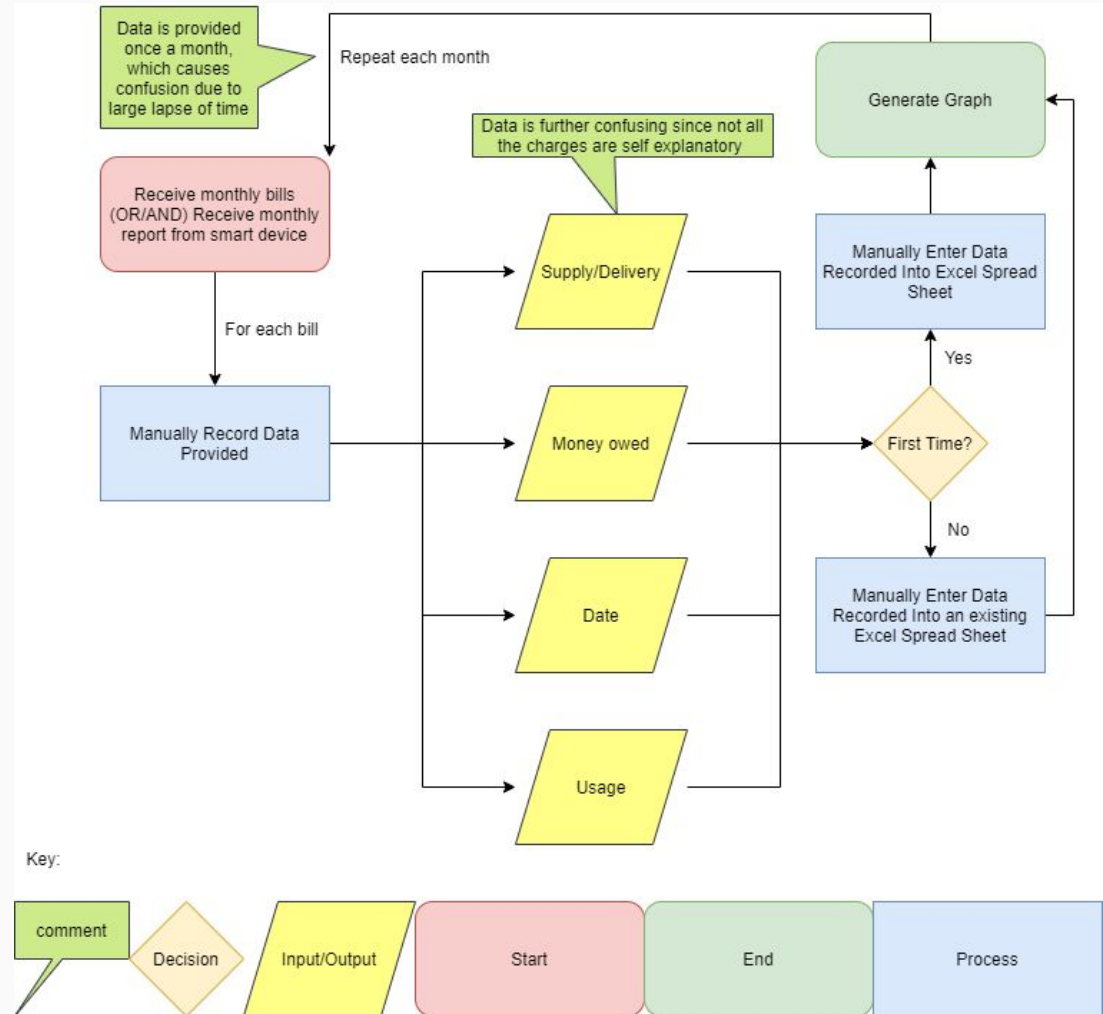 Data is provided
once a month,
which causes
confusion due to
large lapse of time
Repeat each month
Generate Graph
Data is further confusing since not all
the charges are self explanatory
Receive monthly bills
(OR/AND) Receive monthly
report from smart device
Supply/Delivery
Manually Enter Data
Recorded Into Excel Spread
Sheet
For each bill
Yes
Manually Record Data
Provided
Money owed
First Time?
No
Date
Manually Enter Data
Recorded Into an existing
Excel Spread Sheet
Usage
Key:
comment
Decision
Input/Output
Start
End
Process